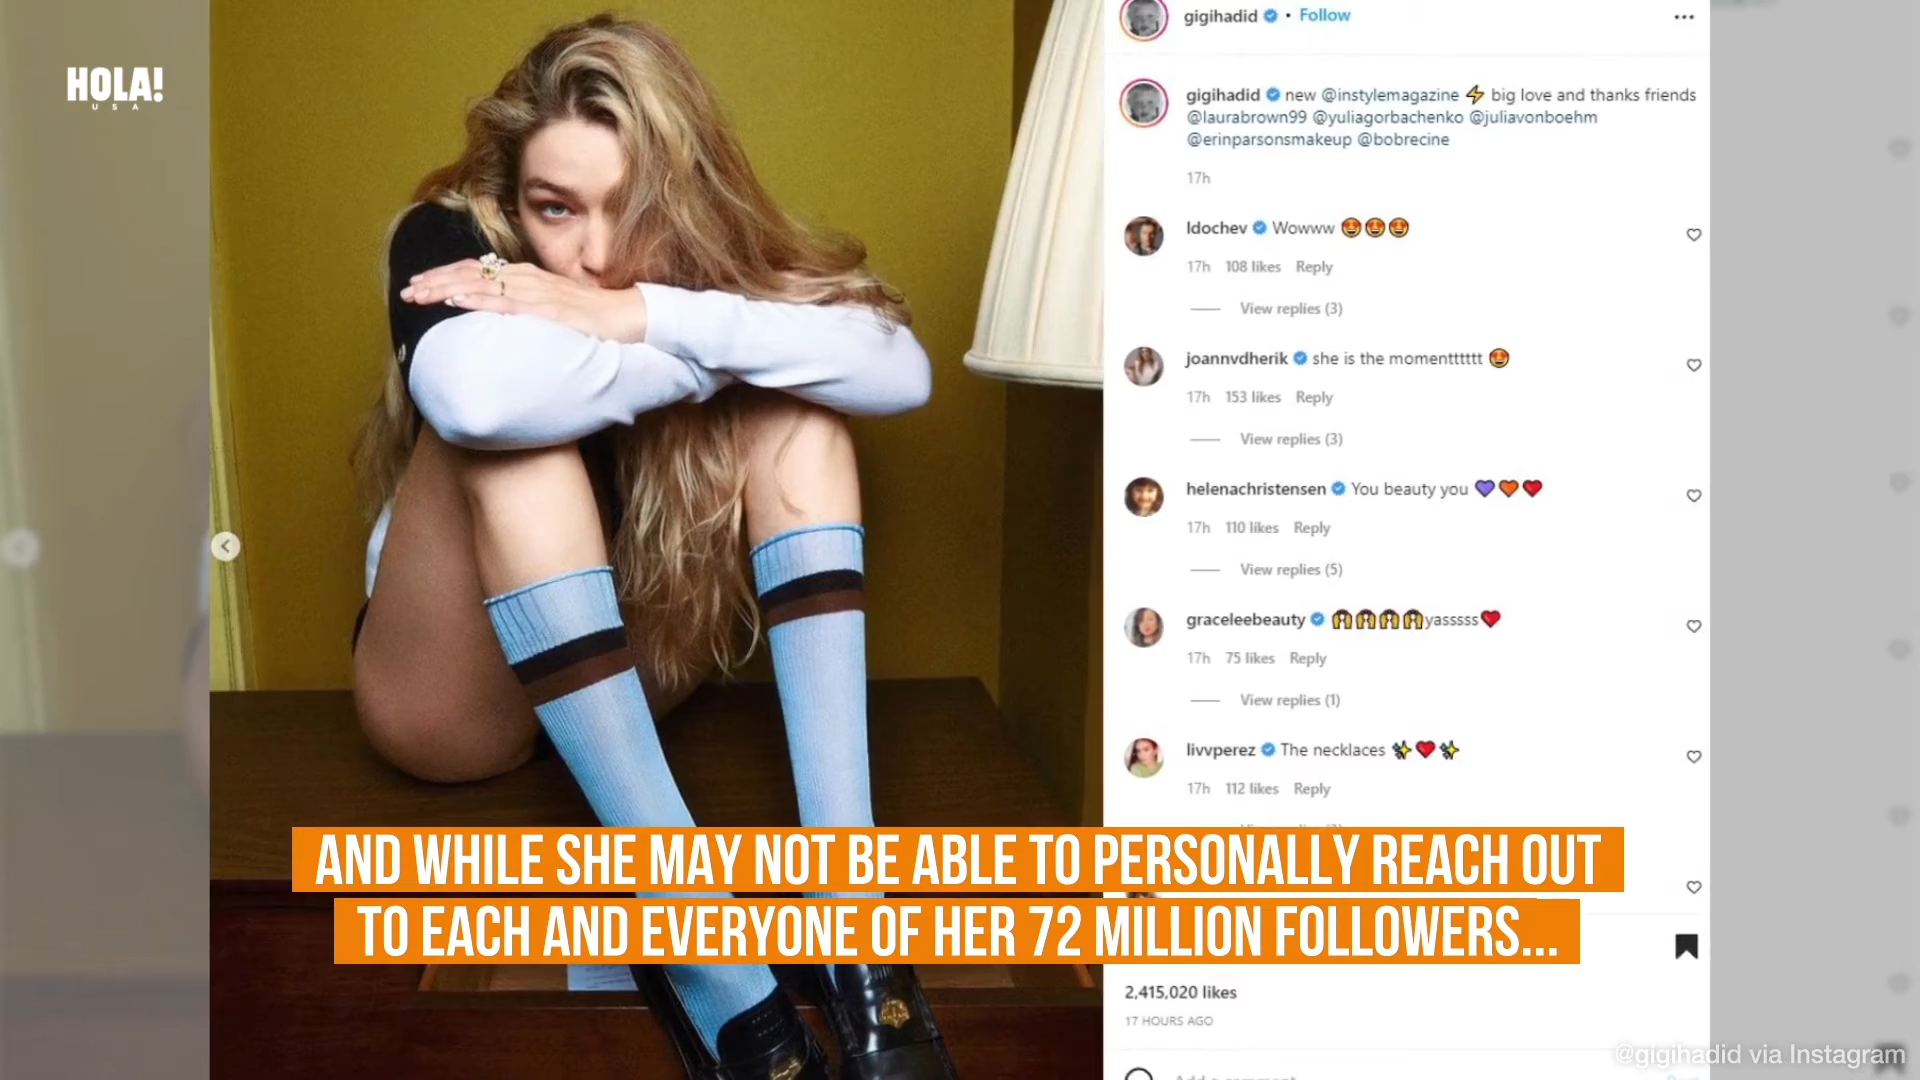 HOLA!
USA
gigihadid • Follow
gigihadid new @instylemagazine ⚡ big love and thanks friends
@laurabrown99 @yuliagorbachenko @juliavonboehm
@erinparsonsmakeup @bobrecine
17h
ldochev Wowww 🤩🤩🤩
17h 108 likes Reply
View replies (3)
joannvdherik she is the momentttttt 🤩
17h 153 likes Reply
View replies (3)
helenachristensen You beauty you 💜🧡❤️
17h 110 likes Reply
View replies (5)
graceleebeauty 🙌🙌🙌🙌yasssss❤️
17h 75 likes Reply
View replies (1)
livvperez The necklaces ✨❤️✨
17h 112 likes Reply
AND WHILE SHE MAY NOT BE ABLE TO PERSONALLY REACH OUT
TO EACH AND EVERYONE OF HER 72 MILLION FOLLOWERS...
2,415,020 likes
17 HOURS AGO
@gigihadid via Instagram